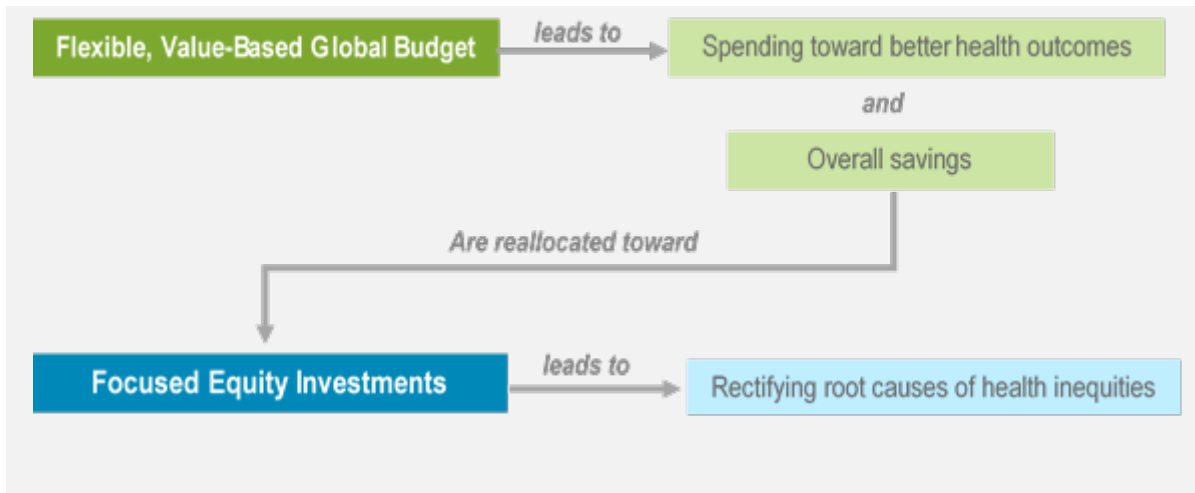 Flexible, Value-Based Global Budget
leads to
Spending toward better health outcomes
and
Overall savings
Are reallocated toward
Focused Equity Investments
leads to
Rectifying root causes of health inequities